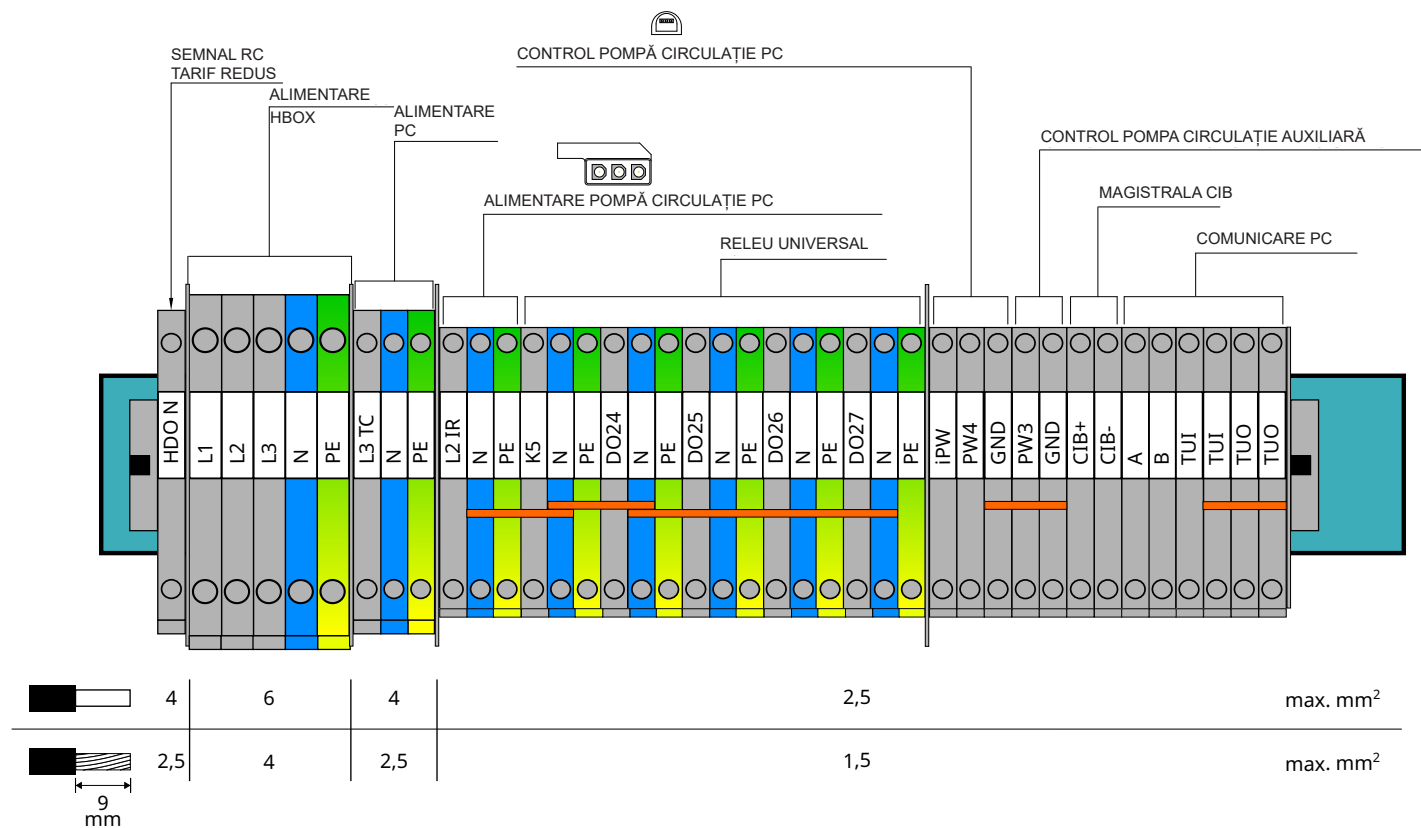 SEMNAL RC
TARIF REDUS
ALIMENTARE
HBOX
ALIMENTARE
PC
CONTROL POMPĂ CIRCULAȚIE PC
ALIMENTARE POMPĂ CIRCULAȚIE PC
RELEU UNIVERSAL
CONTROL POMPA CIRCULAȚIE AUXILIARĂ
MAGISTRALA CIB
COMUNICARE PC
HDO N
L1
L2
L3
N
PE
L3 TC
N
PE
L2 IR
N
PE
K5
N
PE
DO24
N
PE
DO25
N
PE
DO26
N
PE
DO27
N
PE
iPW
PW4
GND
PW3
GND
CIB+
CIB-
A
B
TUI
TUI
TUO
TUO
4 6 4 2,5 max. mm²
2,5 4 2,5 1,5 max. mm²
9
mm